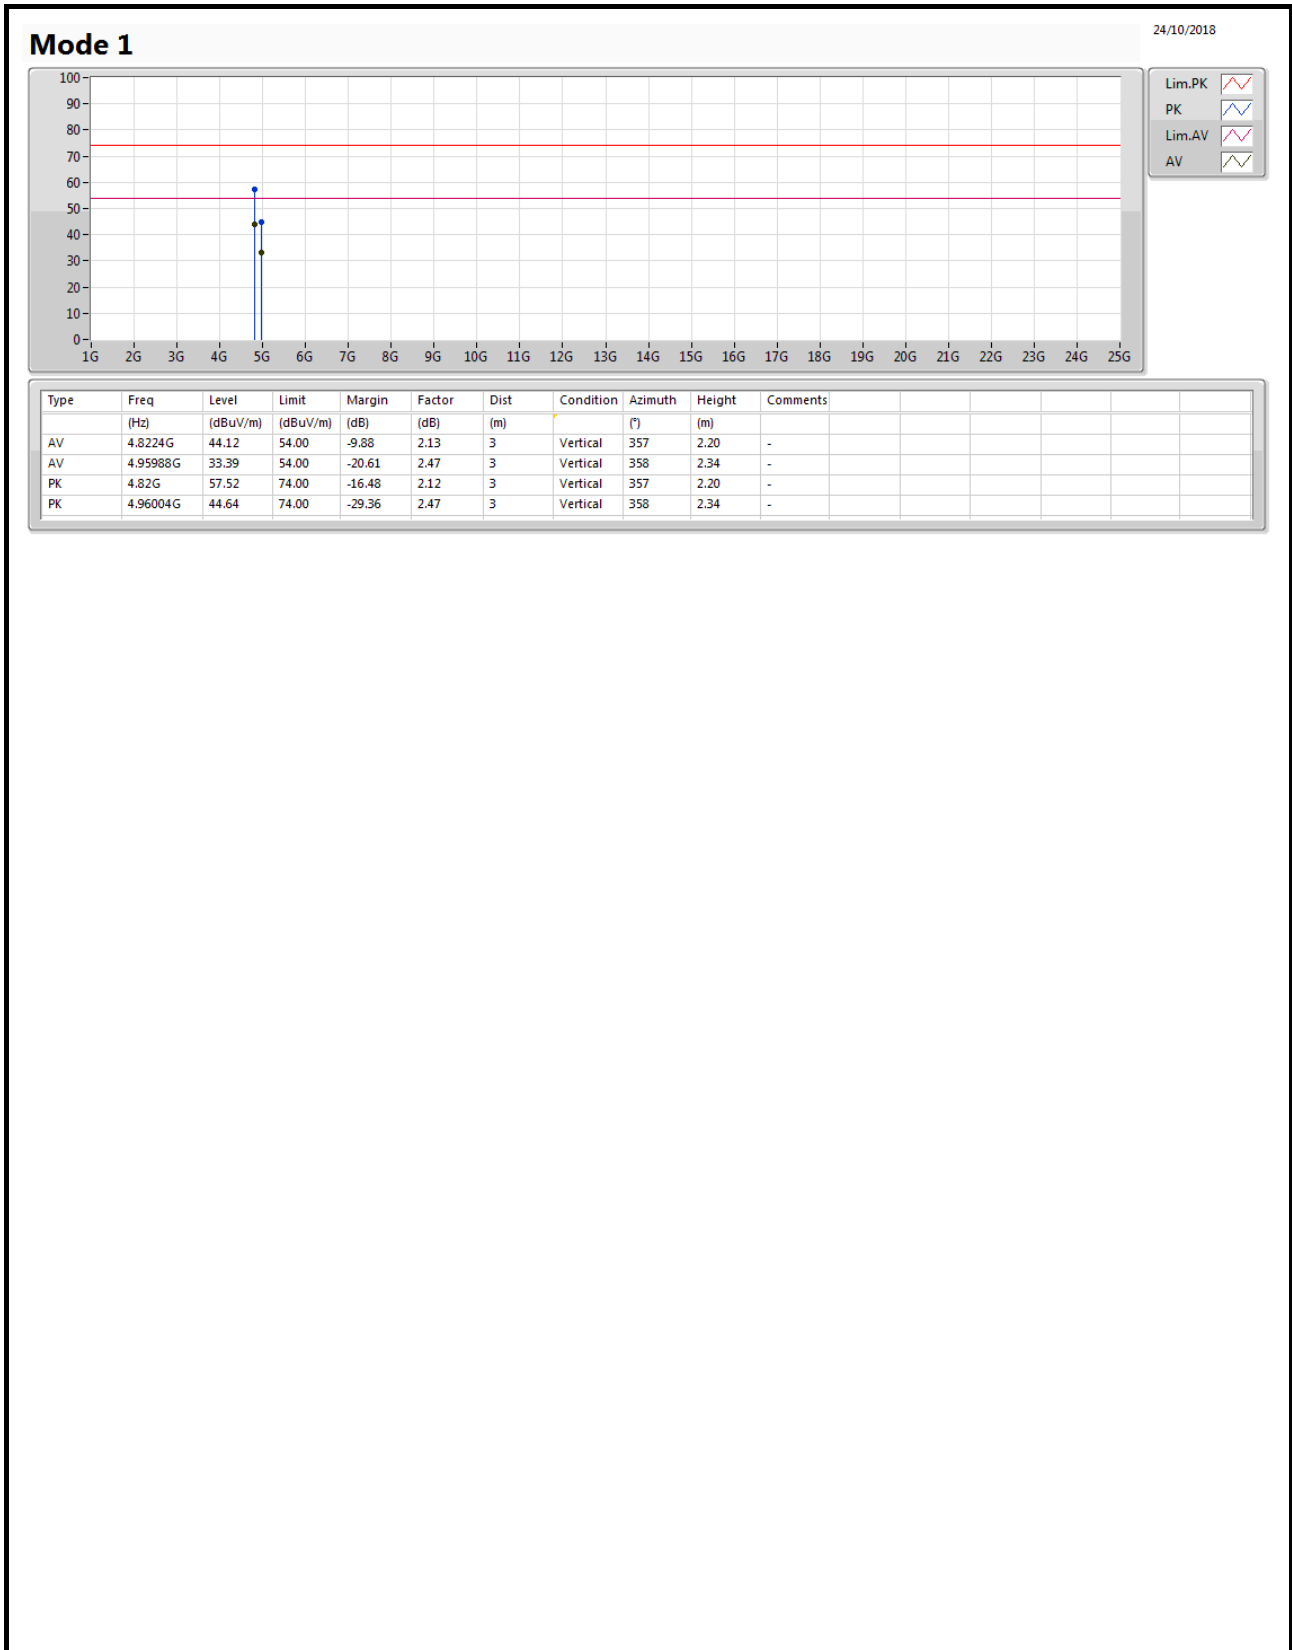 24/10/2018
Mode 1
100
90
80
70
60
50
40
30
20
10
0
1G 2G 3G 4G 5G 6G 7G 8G 9G 10G 11G 12G 13G 14G 15G 16G 17G 18G 19G 20G 21G 22G 23G 24G 25G
Lim.PK
PK
Lim.AV
AV
Type Freq Level Limit Margin Factor Dist Condition Azimuth Height Comments
(Hz) (dBuV/m) (dBuV/m) (dB) (dB) (m) (°) (m)
AV 4.8224G 44.12 54.00 -9.88 2.13 3 Vertical 357 2.20 -
AV 4.95988G 33.39 54.00 -20.61 2.47 3 Vertical 358 2.34 -
PK 4.82G 57.52 74.00 -16.48 2.12 3 Vertical 357 2.20 -
PK 4.96004G 44.64 74.00 -29.36 2.47 3 Vertical 358 2.34 -